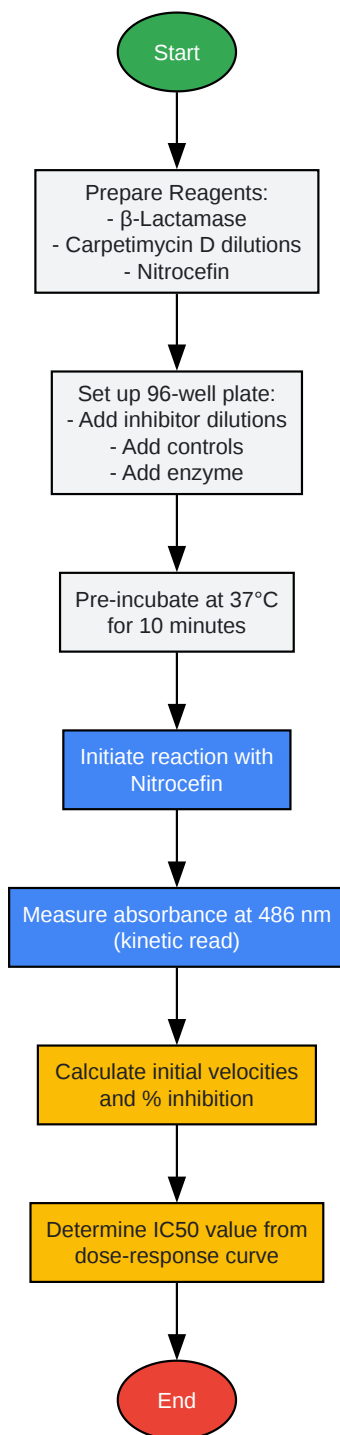 Start
Prepare Reagents:
- β-Lactamase
- Carpetimycin D dilutions
- Nitrocefin
Set up 96-well plate:
- Add inhibitor dilutions
- Add controls
- Add enzyme
Pre-incubate at 37°C
for 10 minutes
Initiate reaction with
Nitrocefin
Measure absorbance at 486 nm
(kinetic read)
Calculate initial velocities
and % inhibition
Determine IC50 value from
dose-response curve
End